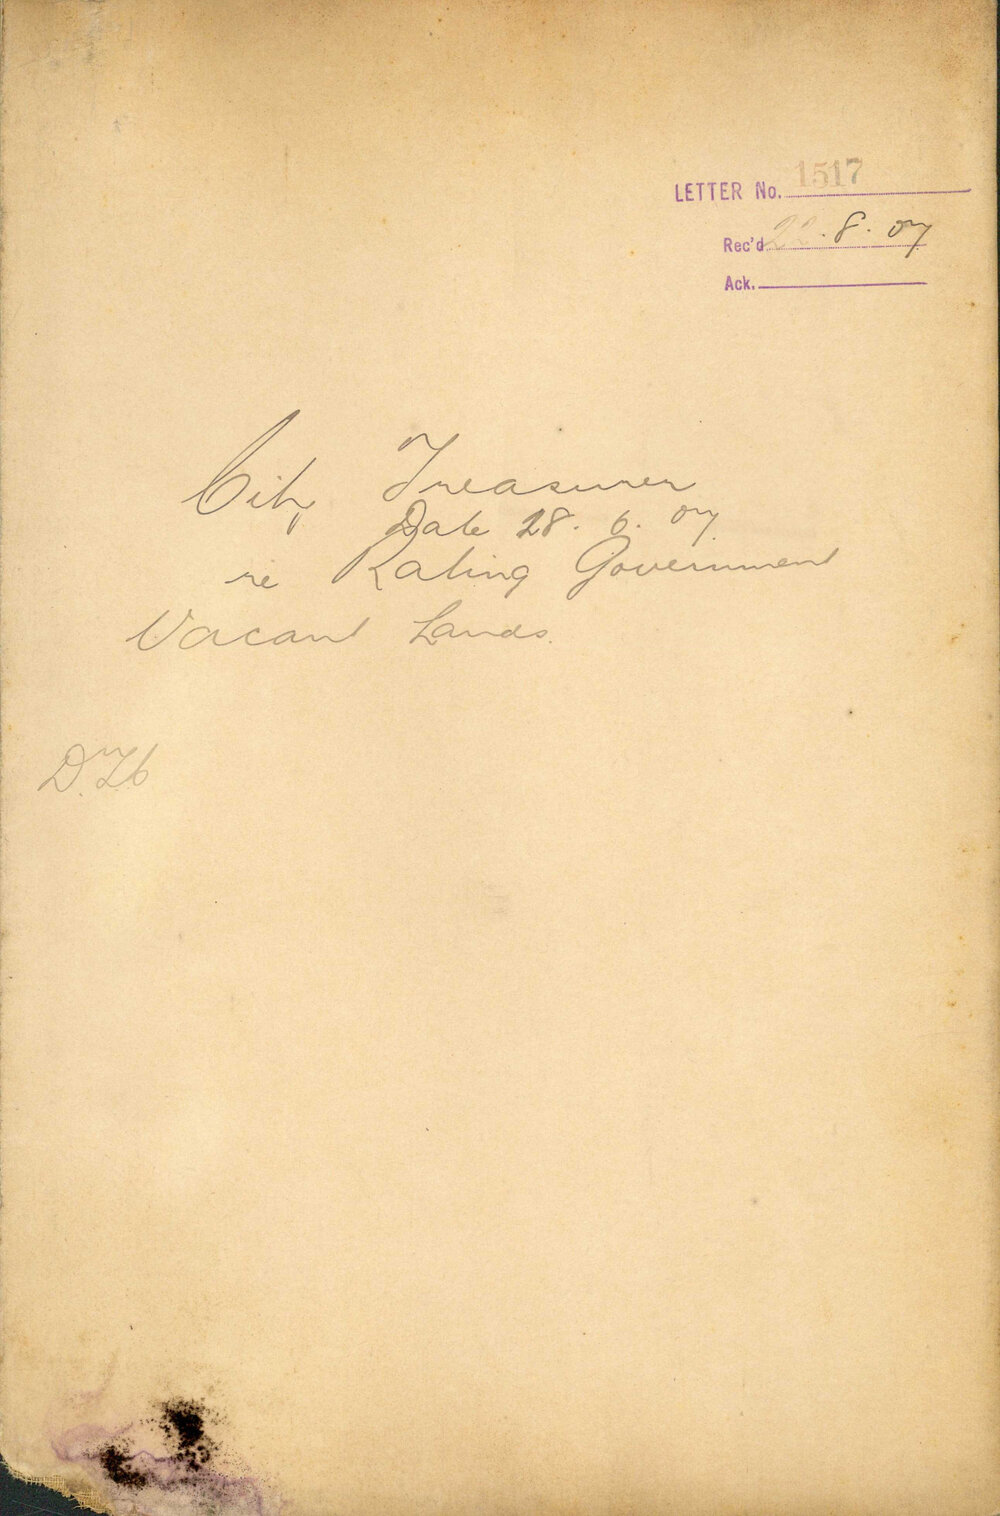 LETTER No. 1517
Rec'd 22.8.07
Ack.
City Treasurer
Date 28.6.07
re Rating Government
Vacant Lands.